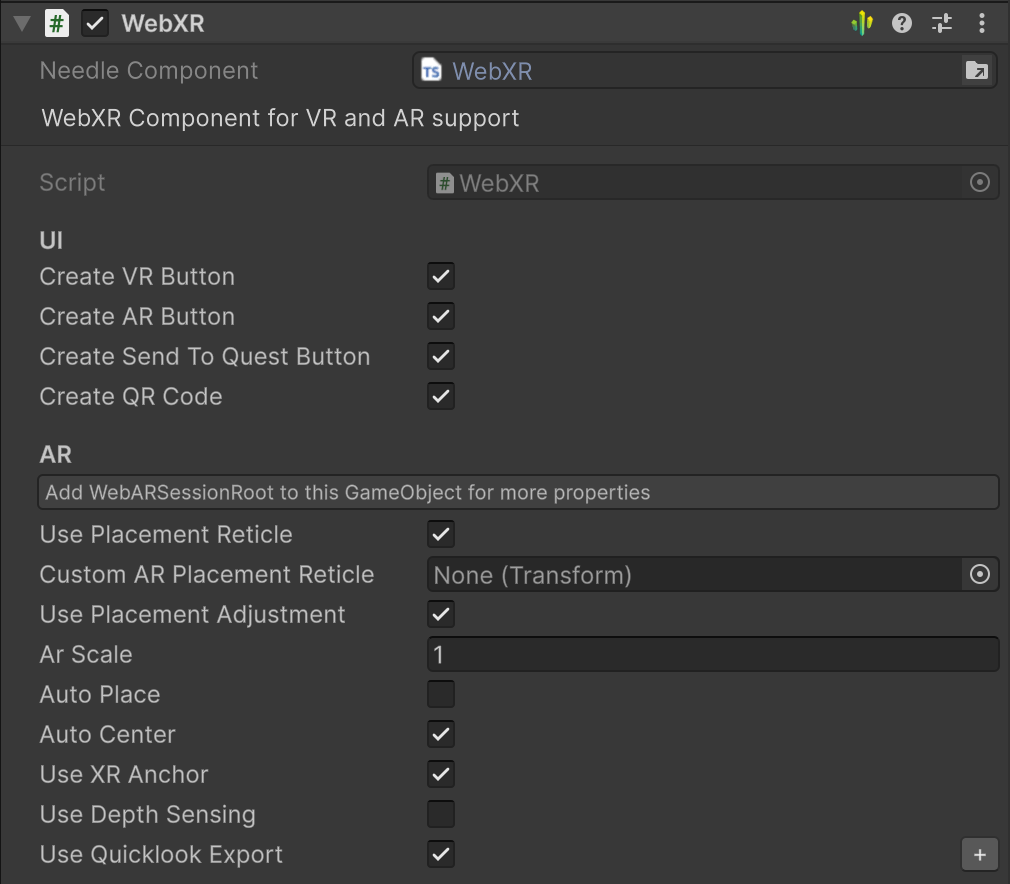 WebXR
Needle Component TS WebXR
WebXR Component for VR and AR support
Script # WebXR
UI
Create VR Button
Create AR Button
Create Send To Quest Button
Create QR Code
AR
Add WebARSessionRoot to this GameObject for more properties
Use Placement Reticle
Custom AR Placement Reticle None (Transform)
Use Placement Adjustment
Ar Scale 1
Auto Place
Auto Center
Use XR Anchor
Use Depth Sensing
Use Quicklook Export +